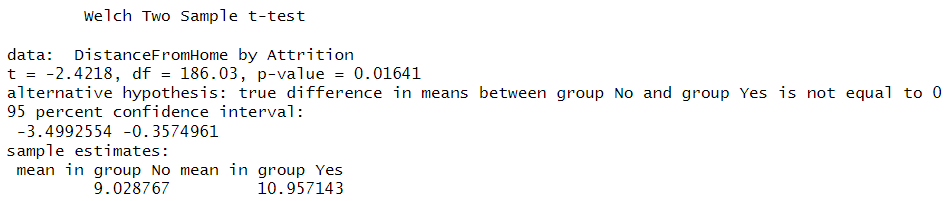 Welch Two Sample t-test
data:  DistanceFromHome by Attrition
t = -2.4218, df = 186.03, p-value = 0.01641
alternative hypothesis: true difference in means between group No and group Yes is not equal to 0
95 percent confidence interval:
 -3.4992554 -0.3574961
sample estimates:
 mean in group No mean in group Yes
         9.028767         10.957143